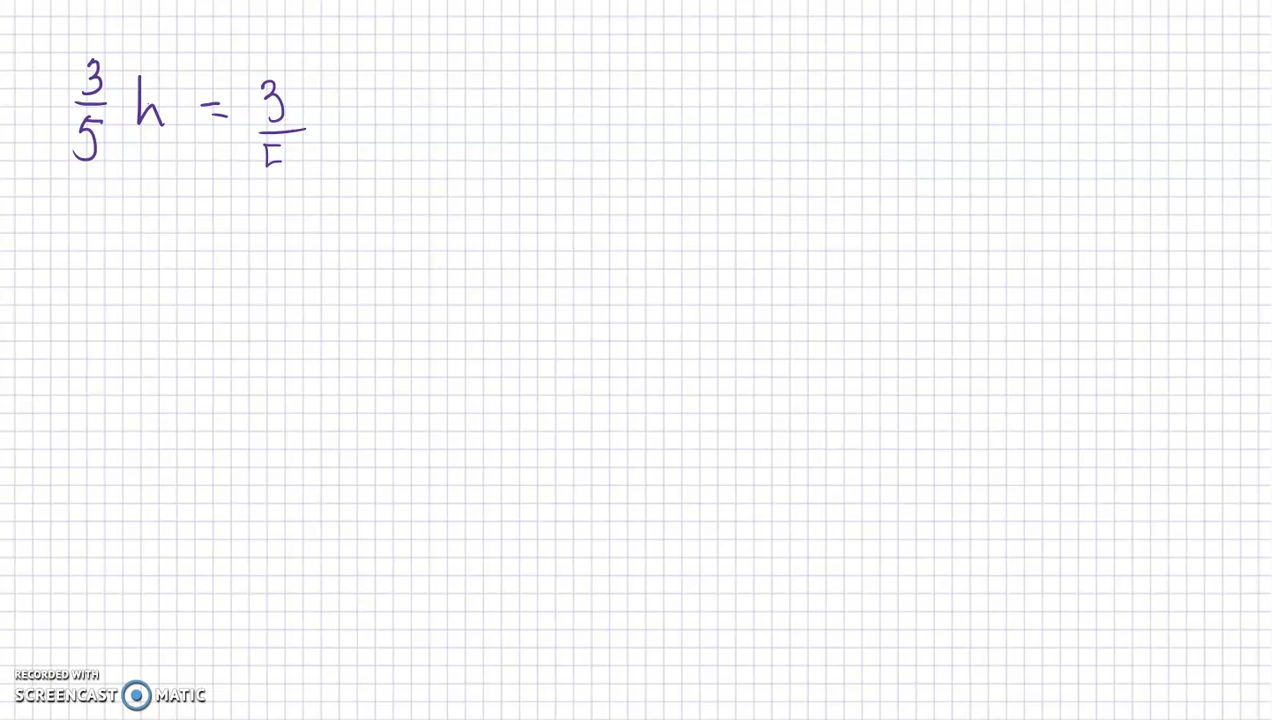 3/5 h = 3/5
RECORDED WITH
SCREENCAST MATIC